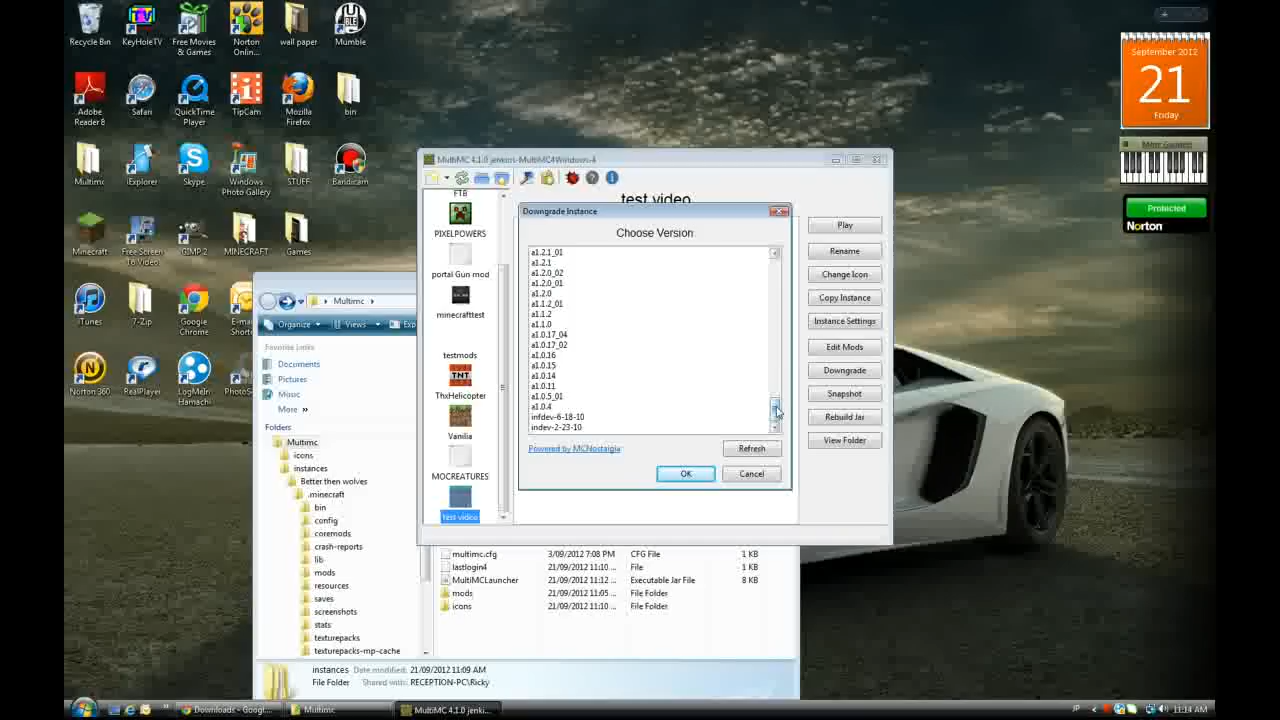 Recycle Bin
KeyHoleTV
Free Movies & Games
Norton Onlin...
wall paper
Mumble
Adobe Reader 8
Safari
QuickTime Player
TipCam
Mozilla Firefox
bin
Multimc
iExplorer
Skype
Windows Photo Gallery
STUFF
Bandicam
Minecraft
Free Screen To Video
GIMP 2
MINECRAFT
Games
iTunes
7-Zip
Google Chrome
E-ma
Shortc
Norton 360
RealPlayer
LogMeIn Hamachi
PhotoS
September 2012
21
Friday
Protected
Norton
MultiMC 4.1.0 jenkins-MultiMC4Windows-4
test video
FTB
PIXELPOWERS
portal Gun mod
minecrafttest
testmods
ThxHelicopter
Vanilia
MOCREATURES
test video
Play
Rename
Change Icon
Copy Instance
Instance Settings
Edit Mods
Downgrade
Snapshot
Rebuild Jar
View Folder
Downgrade Instance
Choose Version:
a1.2.1_01
a1.2.1
a1.2.0_02
a1.2.0_01
a1.2.0
a1.1.2_01
a1.1.2
a1.1.0
a1.0.17_04
a1.0.17_02
a1.0.16
a1.0.15
a1.0.14
a1.0.11
a1.0.5_01
a1.0.4
infdev-6-18-10
indev-2-23-10
Powered by MCNostalgia
Refresh
OK
Cancel
Multimc
Organize
Views
Exp
Favorite Links
Documents
Pictures
Music
More »
Folders
Multimc
icons
instances
Better then wolves
.minecraft
bin
config
coremods
crash-reports
lib
mods
resources
saves
screenshots
stats
texturepacks
texturepacks-mp-cache
multimc.cfg 3/09/2012 7:08 PM CFG File 1 KB
lastlogin4 21/09/2012 11:10 ... File 1 KB
MultiMCLauncher 21/09/2012 11:12 ... Executable Jar File 8 KB
mods 21/09/2012 11:05 ... File Folder
icons 21/09/2012 11:10 ... File Folder
instances Date modified: 21/09/2012 11:09 AM
File Folder Shared with: RECEPTION-PC\Ricky
Downloads - Googl...
Multimc
MultiMC 4.1.0 jenki...
JP
11:14 AM